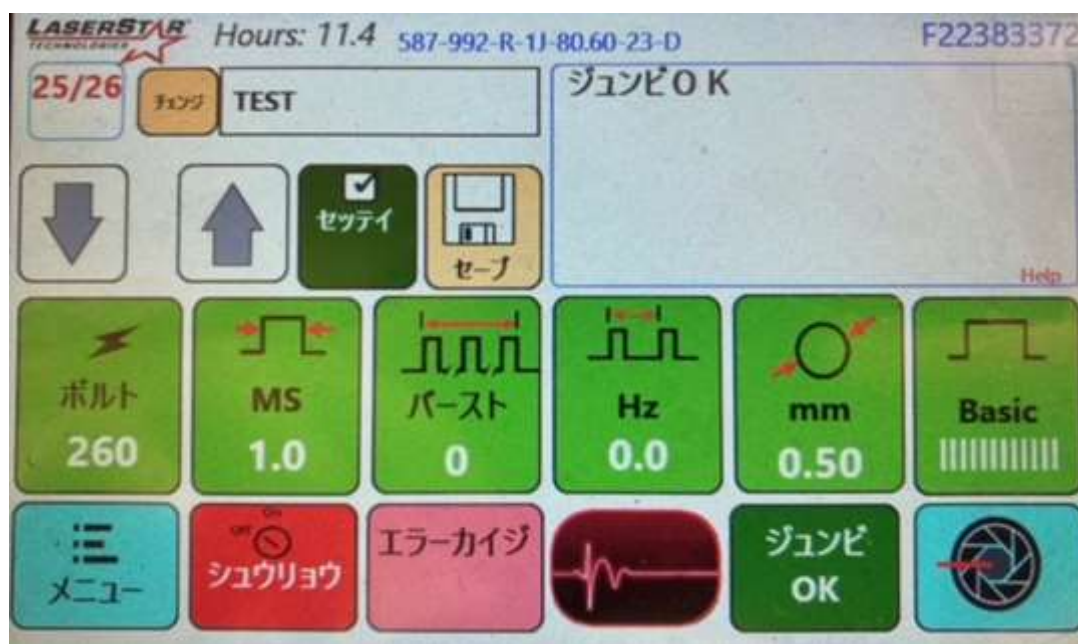 LASERSTAR
TECHNOLOGIES
Hours: 11.4
587-992-R-1J-80.60-23-D
F22383372
25/26
チェンジ
TEST
ジュンビOK
セッテイ
セーブ
Help
ボルト
260
MS
1.0
バースト
0
Hz
0.0
mm
0.50
Basic
メニュー
ON
OFF
シュウリョウ
エラーカイジ
ジュンビ
OK